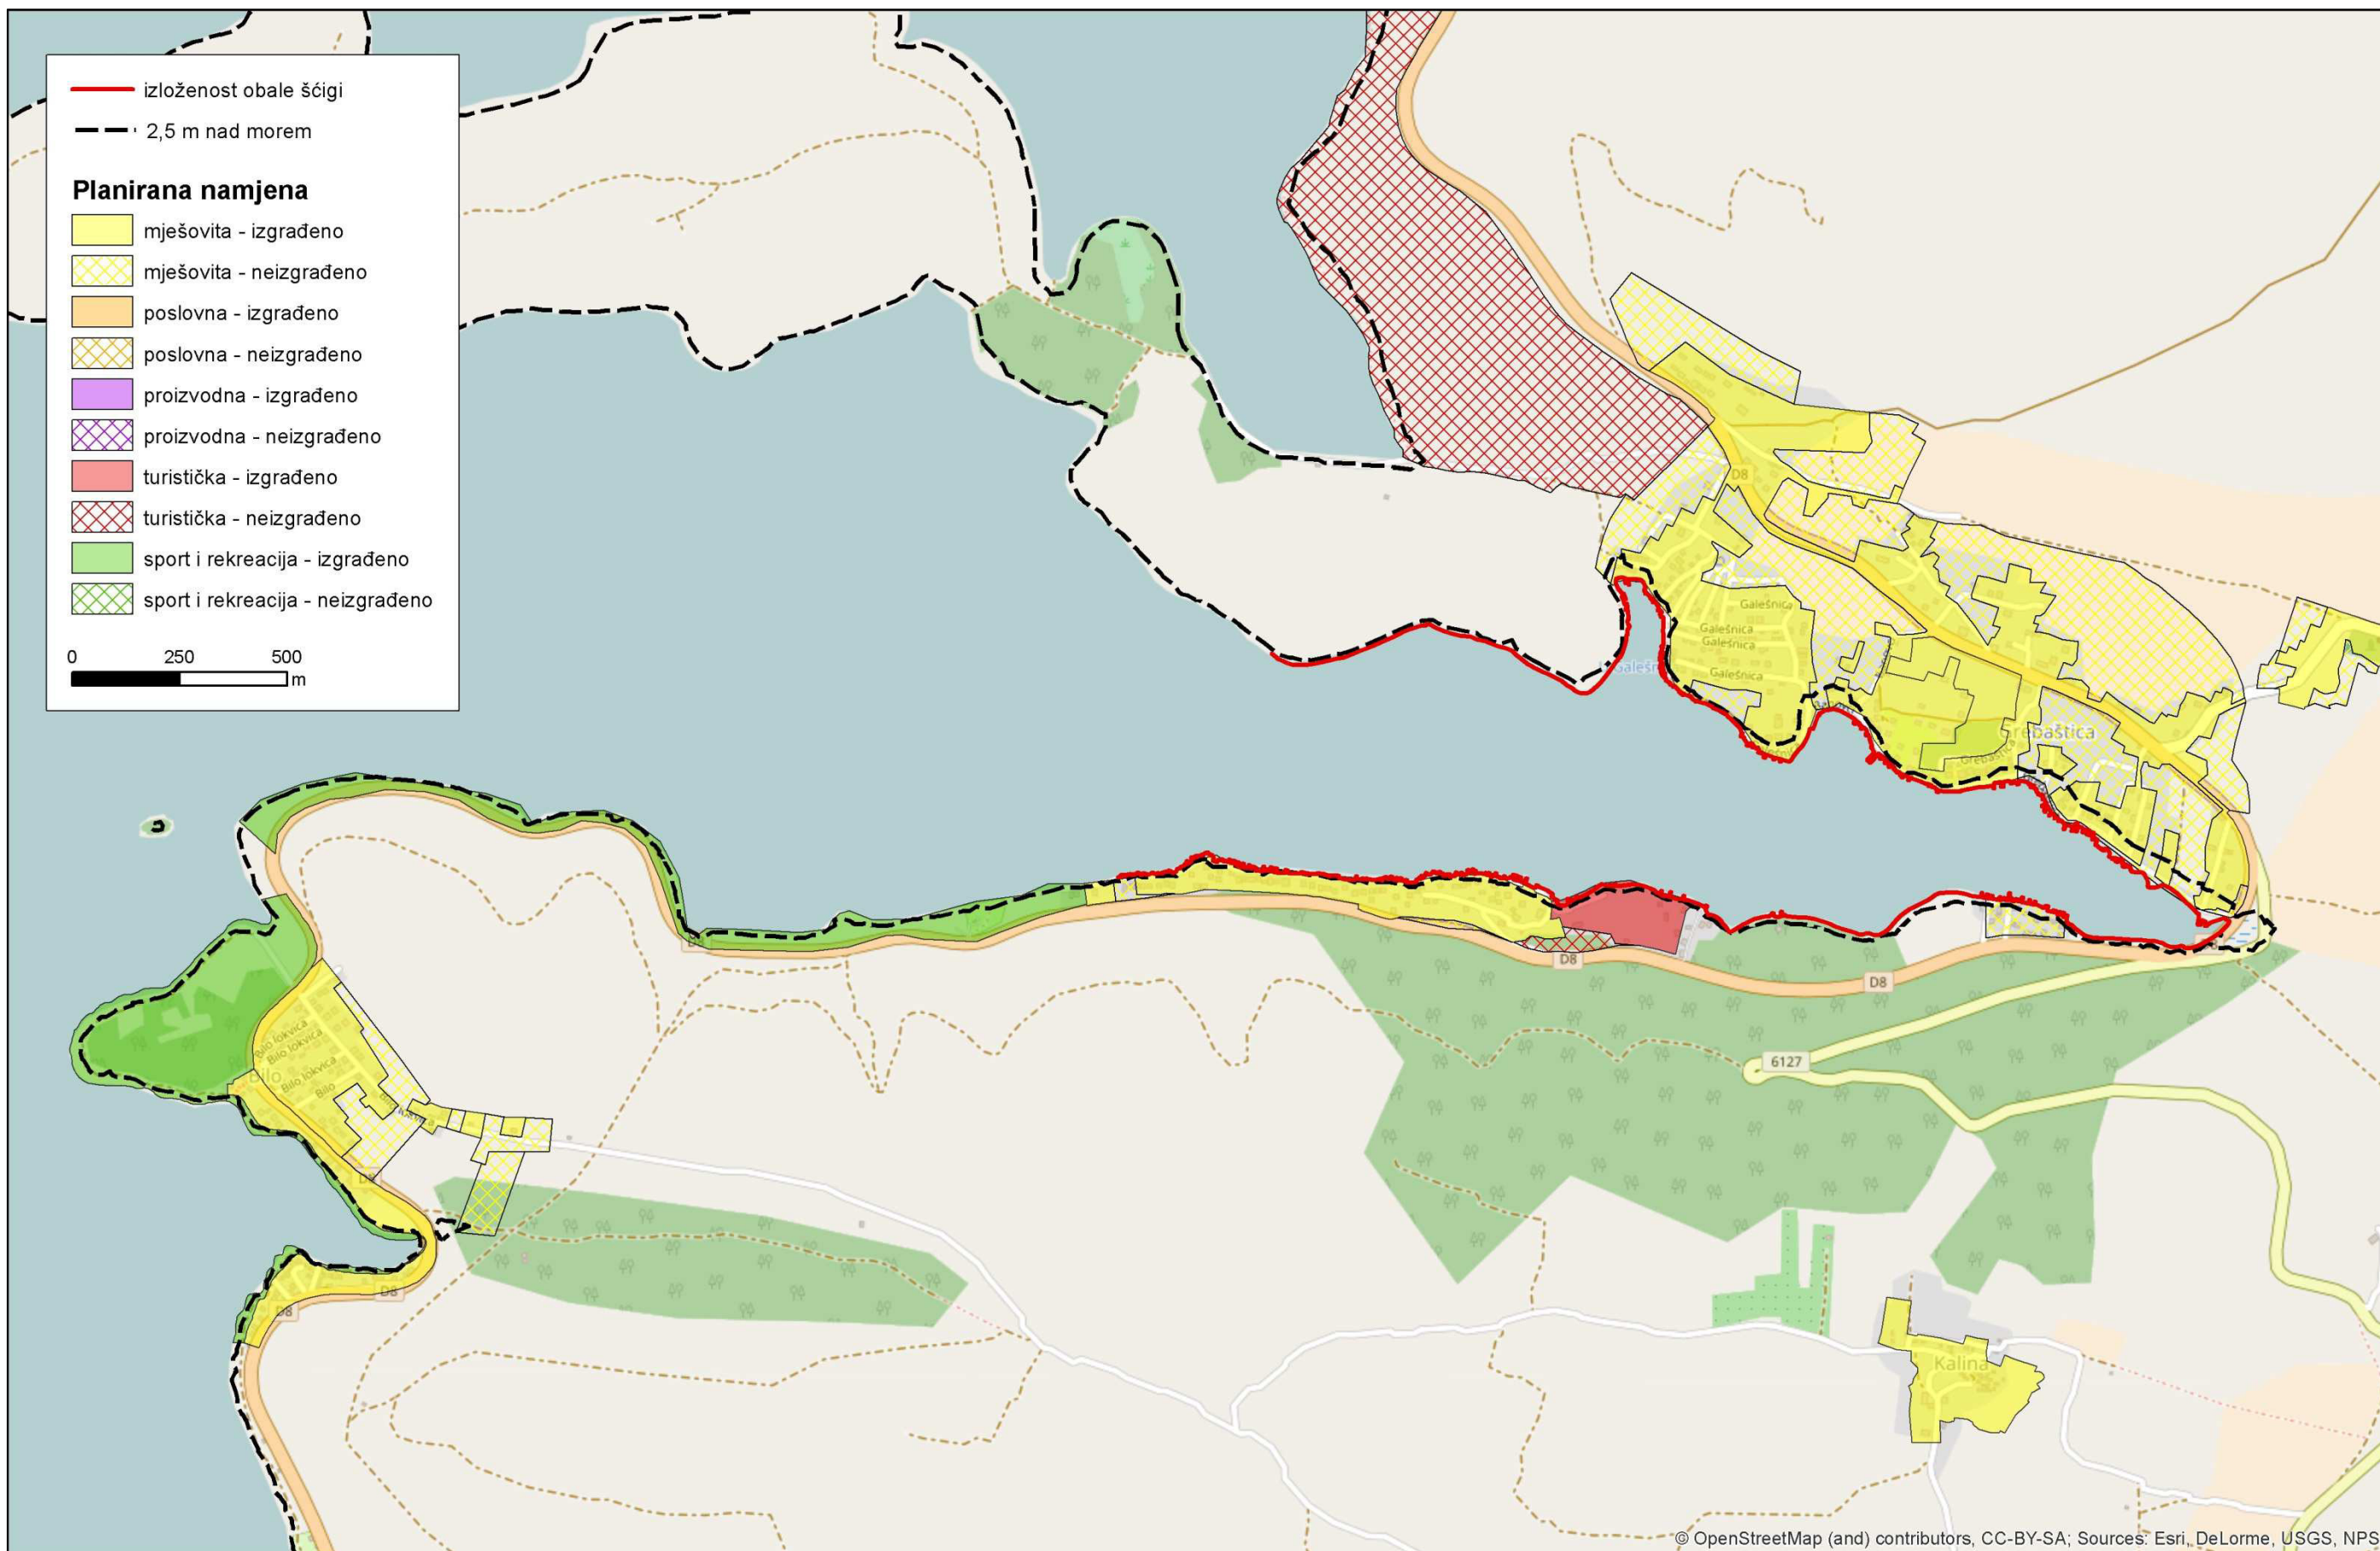 izloženost obale šćigi
2,5 m nad morem
Planirana namjena
mješovita - izgrađeno
mješovita - neizgrađeno
poslovna - izgrađeno
poslovna - neizgrađeno
proizvodna - izgrađeno
proizvodna - neizgrađeno
turistička - izgrađeno
turistička - neizgrađeno
sport i rekreacija - izgrađeno
sport i rekreacija - neizgrađeno
0 250 500
m
D8
Galešnica
Galešnica
Galešnica
Galešnica
Grebaštica
D8
D8
D8
6127
Bilo lokvica
Bilo lokvica
Bilo lokvica
Bilo
Bilo
D8
D8
D8
Kalina
© OpenStreetMap (and) contributors, CC-BY-SA; Sources: Esri, DeLorme, USGS, NPS